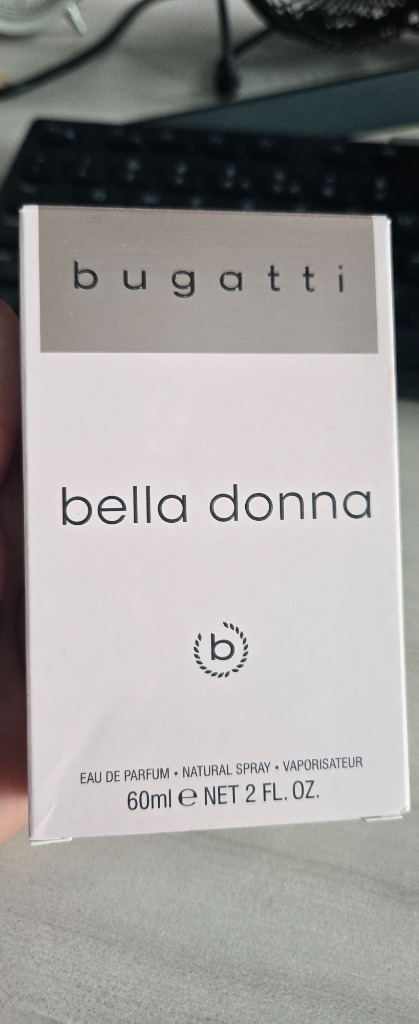 bugatti
bella donna
b
EAU DE PARFUM • NATURAL SPRAY • VAPORISATEUR
60ml ℮ NET 2 FL. OZ.